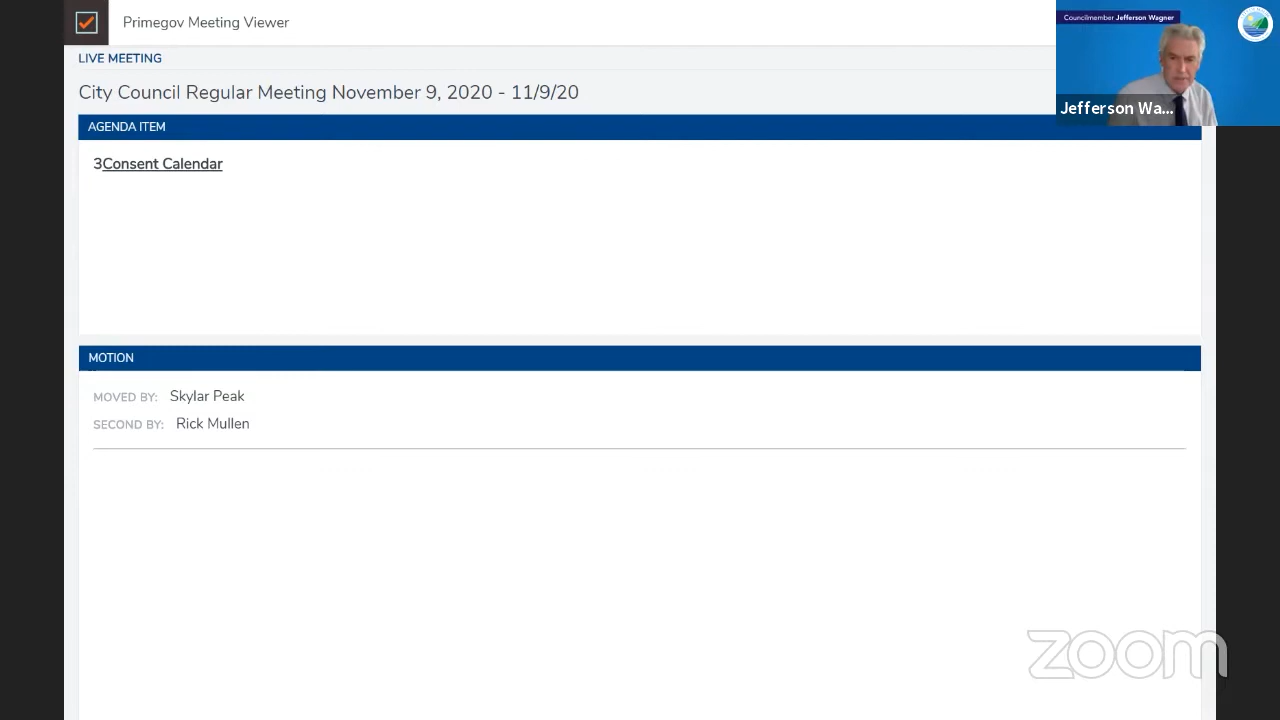 Primegov Meeting Viewer
Councilmember Jefferson Wagner
LIVE MEETING
City Council Regular Meeting November 9, 2020 - 11/9/20
Jefferson Wa...
AGENDA ITEM
3Consent Calendar
MOTION
MOVED BY: Skylar Peak
SECOND BY: Rick Mullen
zoom